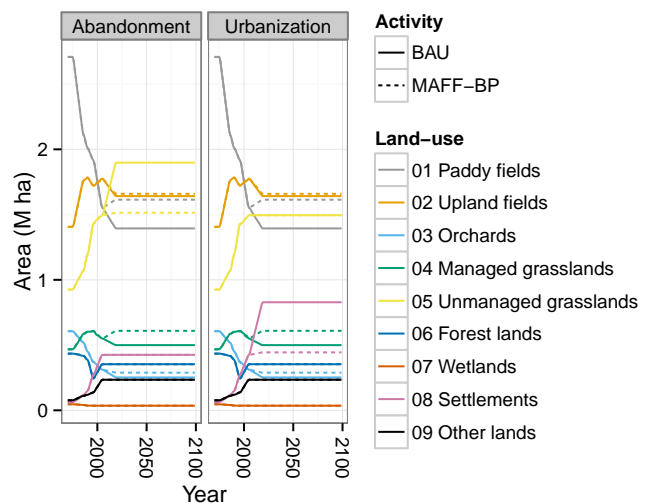 Abandonment Urbanization
Area (M ha)
2
1
0
2000 2050 2100 2000 2050 2100
Year
Activity
BAU
MAFF−BP
Land−use
01 Paddy fields
02 Upland fields
03 Orchards
04 Managed grasslands
05 Unmanaged grasslands
06 Forest lands
07 Wetlands
08 Settlements
09 Other lands